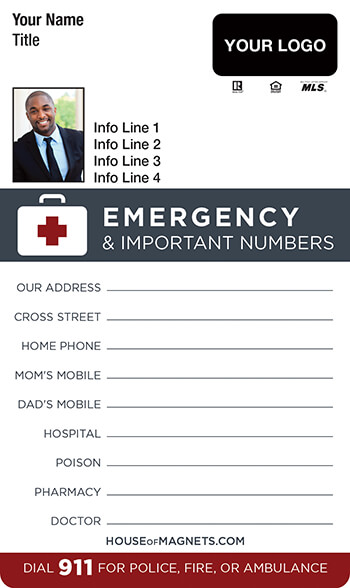 Your Name
Title
YOUR LOGO
MLS
Info Line 1
Info Line 2
Info Line 3
Info Line 4
EMERGENCY
& IMPORTANT NUMBERS
OUR ADDRESS
CROSS STREET
HOME PHONE
MOM'S MOBILE
DAD'S MOBILE
HOSPITAL
POISON
PHARMACY
DOCTOR
HOUSEOFMAGNETS.COM
DIAL 911 FOR POLICE, FIRE, OR AMBULANCE